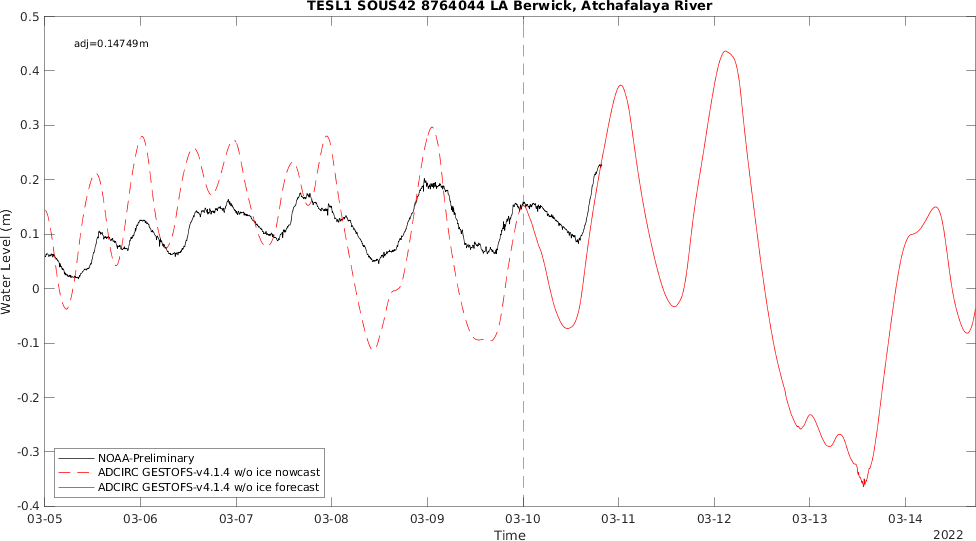 TESL1 SOUS42 8764044 LA Berwick, Atchafalaya River
0.5
adj=0.14749m
0.4
0.3
0.2
0.1
0
-0.1
-0.2
-0.3
-0.4
Water Level (m)
NOAA-Preliminary
ADCIRC GESTOFS-v4.1.4 w/o ice nowcast
ADCIRC GESTOFS-v4.1.4 w/o ice forecast
03-05 03-06 03-07 03-08 03-09 03-10 03-11 03-12 03-13 03-14
Time
2022